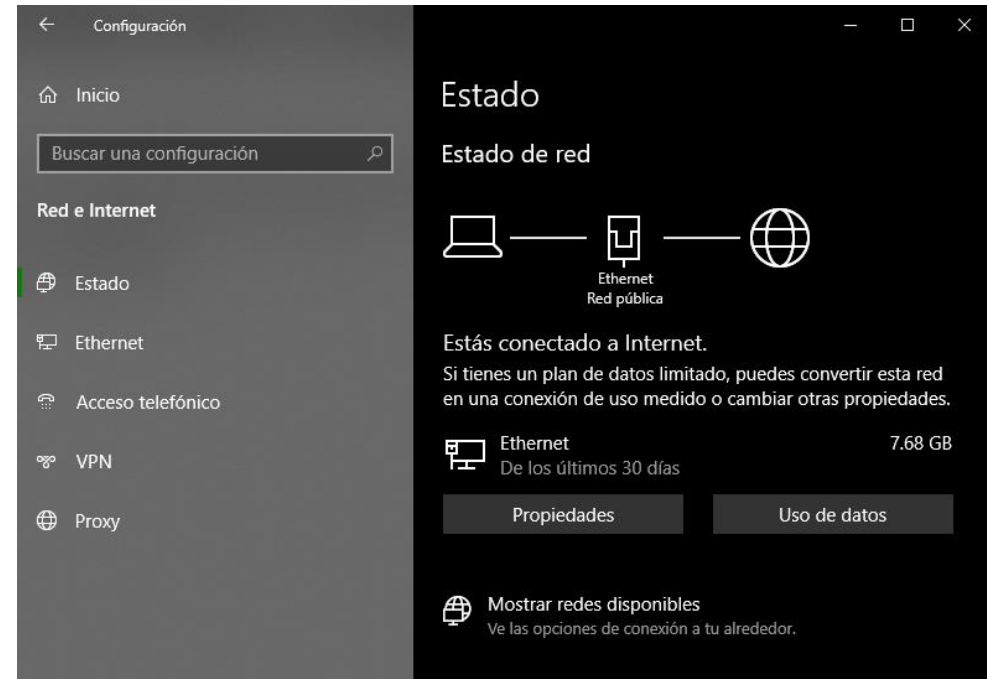 Configuración
Inicio
Buscar una configuración
Red e Internet
Estado
Ethernet
Acceso telefónico
VPN
Proxy
Estado
Estado de red
Ethernet
Red pública
Estás conectado a Internet.
Si tienes un plan de datos limitado, puedes convertir esta red
en una conexión de uso medido o cambiar otras propiedades.
Ethernet 7.68 GB
De los últimos 30 días
Propiedades Uso de datos
Mostrar redes disponibles
Ve las opciones de conexión a tu alrededor.